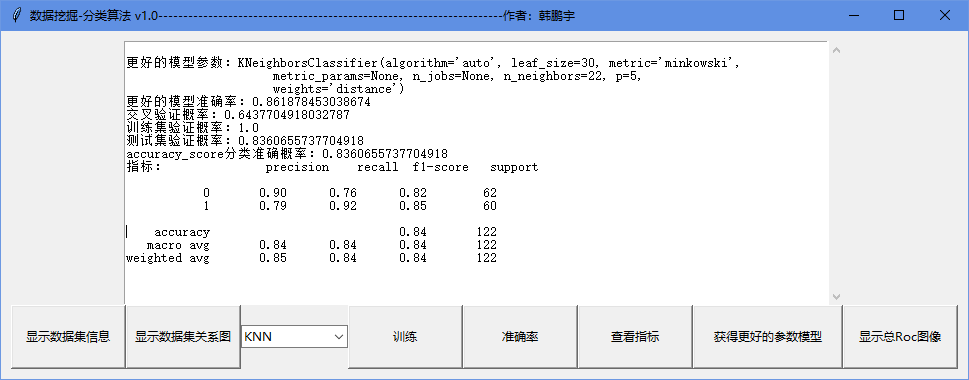 数据挖掘-分类算法 v1.0---------------------------------------------------------------------作者：韩鹏宇
更好的模型参数：KNeighborsClassifier(algorithm='auto', leaf_size=30, metric='minkowski',
metric_params=None, n_jobs=None, n_neighbors=22, p=5,
weights='distance')
更好的模型准确率：0.861878453038674
交叉验证概率：0.6437704918032787
训练集验证概率：1.0
测试集验证概率：0.8360655737704918
accuracy_score分类准确概率：0.8360655737704918
指标： precision recall f1-score support
0 0.90 0.76 0.82 62
1 0.79 0.92 0.85 60
accuracy 0.84 122
macro avg 0.84 0.84 0.84 122
weighted avg 0.85 0.84 0.84 122
显示数据集信息 显示数据集关系图 KNN 训练 准确率 查看指标 获得更好的参数模型 显示总Roc图像